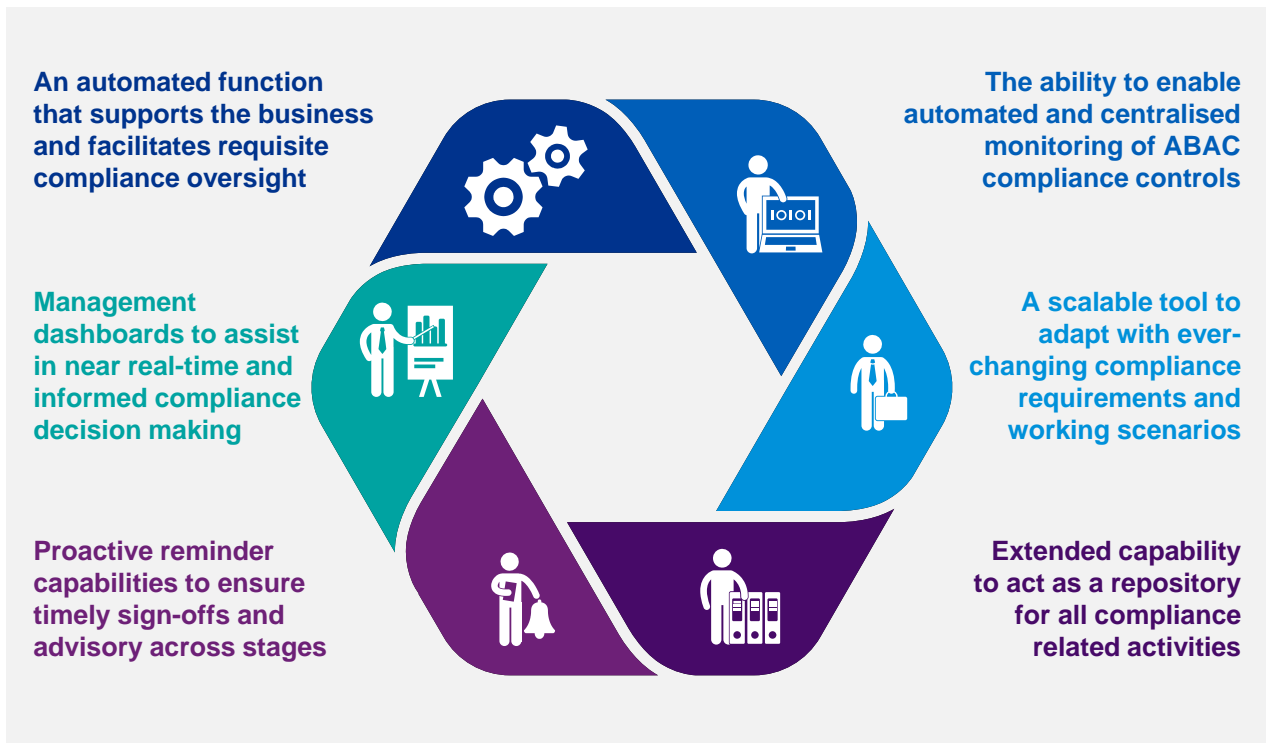 An automated function
that supports the business
and facilitates requisite
compliance oversight
The ability to enable
automated and centralised
monitoring of ABAC
compliance controls
10101
Management
dashboards to assist
in near real-time and
informed compliance
decision making
A scalable tool to
adapt with ever-
changing compliance
requirements and
working scenarios
Proactive reminder
capabilities to ensure
timely sign-offs and
advisory across stages
Extended capability
to act as a repository
for all compliance
related activities